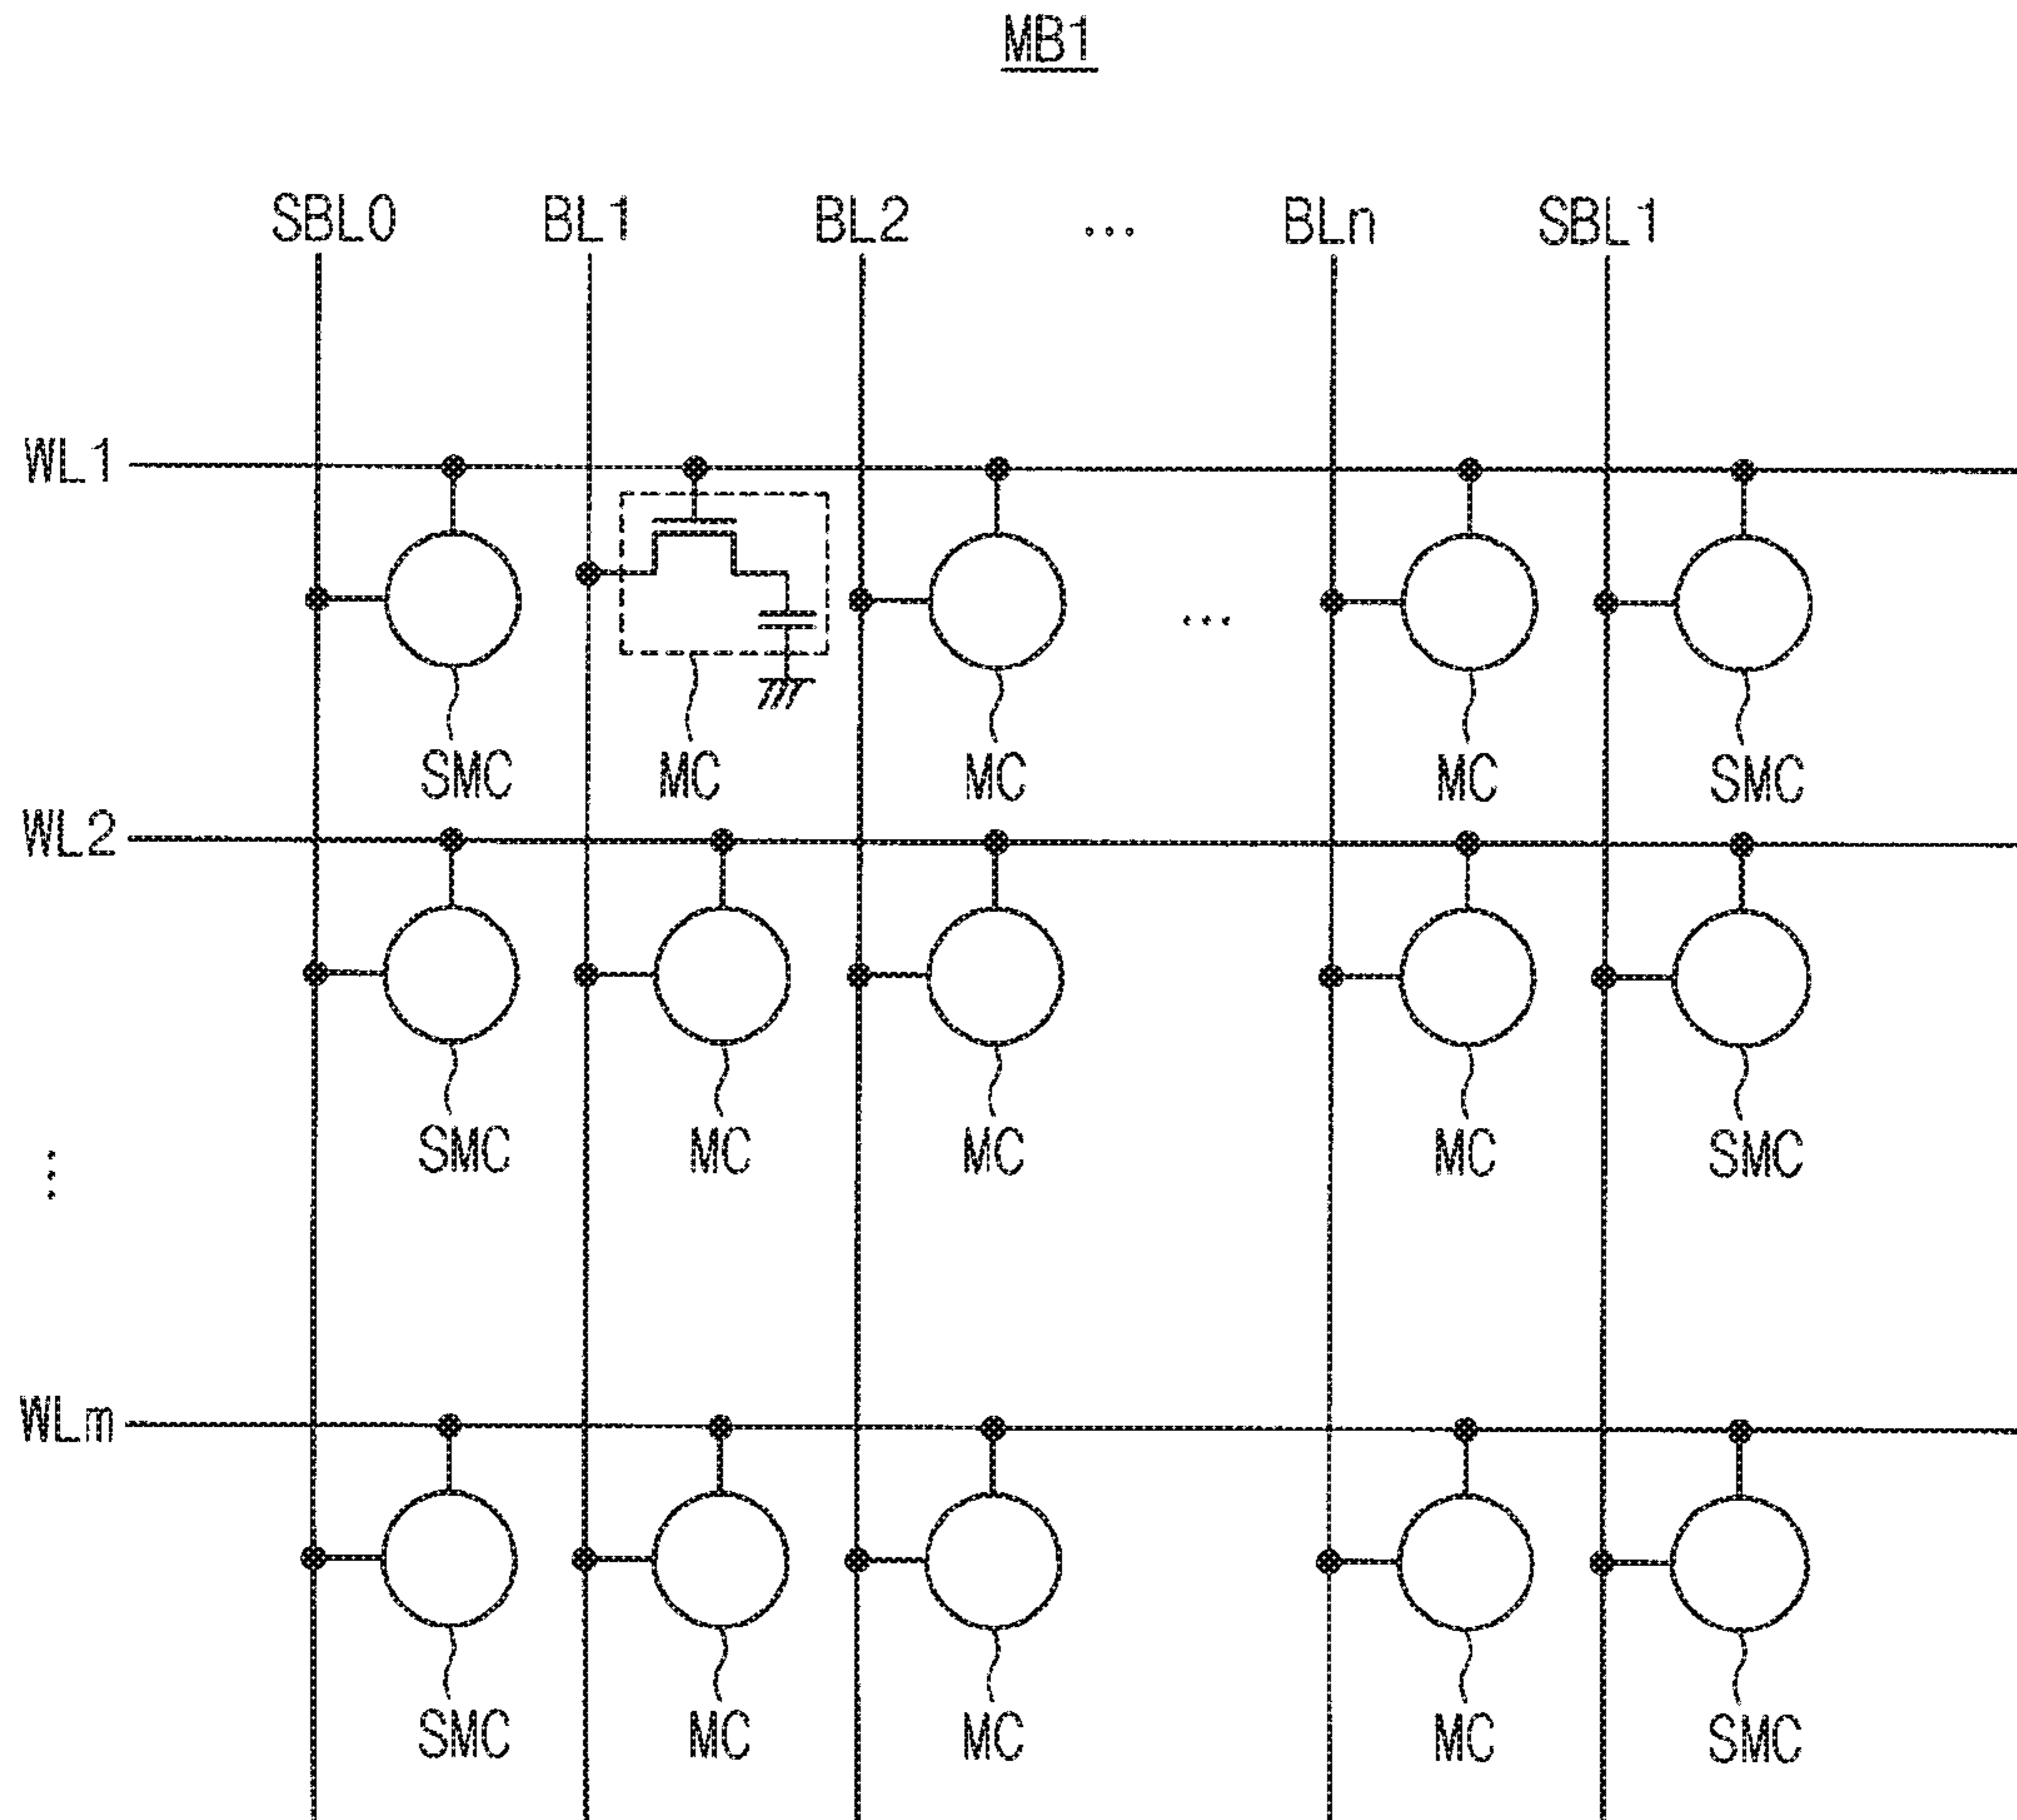 MB1
SBL0 BL1 BL2 ... BLn SBL1
WL1
...
SMC MC MC MC SMC
WL2
SMC MC MC MC SMC
...
WLm
SMC MC MC MC SMC